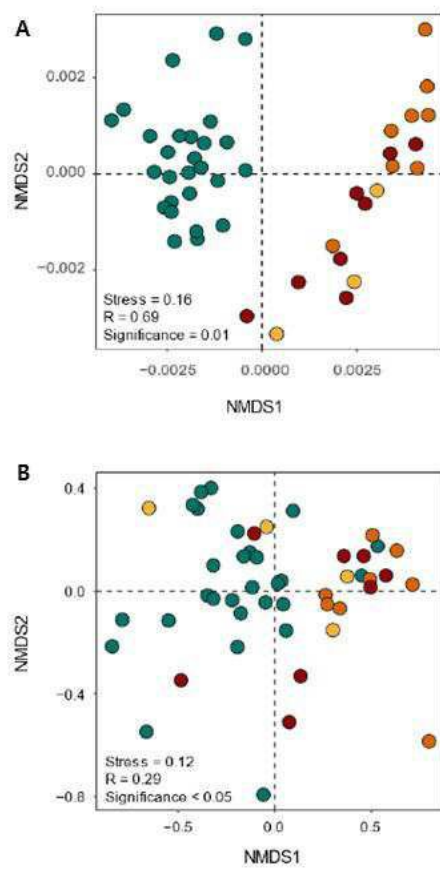 A
0.002
0.000
−0.002
NMDS2
Stress = 0.16
R = 0.69
Significance = 0.01
−0.0025 0.0000 0.0025
NMDS1
B
0.4
0.0
−0.4
−0.8
NMDS2
Stress = 0.12
R = 0.29
Significance < 0.05
−0.5 0.0 0.5
NMDS1